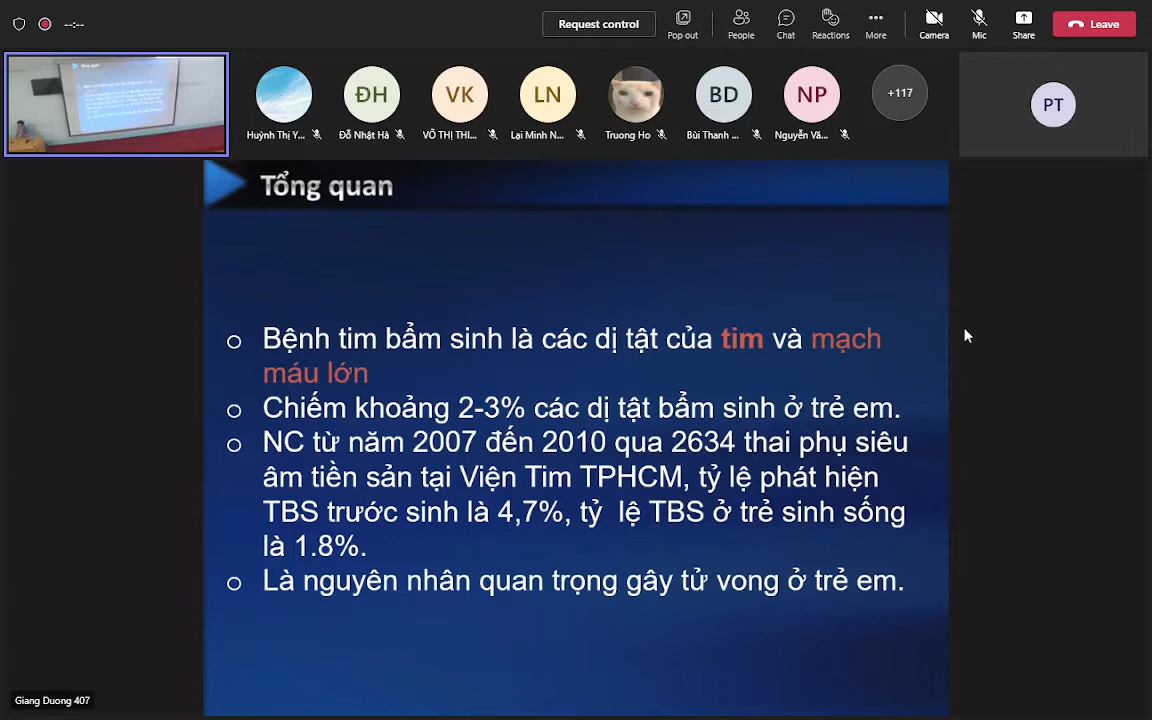 --:--
Request control
Pop out
People
Chat
Reactions
More
Camera
Mic
Share
Leave
ĐH
VK
LN
BD
NP
+117
PT
Huỳnh Thị Y...
Đỗ Nhật Hà
VÕ THỊ THI...
Lại Minh N...
Truong Ho
Bùi Thanh ...
Nguyễn Vă...
Tổng quan
Bệnh tim bẩm sinh là các dị tật của tim và mạch
máu lớn
Chiếm khoảng 2-3% các dị tật bẩm sinh ở trẻ em.
NC từ năm 2007 đến 2010 qua 2634 thai phụ siêu
âm tiền sản tại Viện Tim TPHCM, tỷ lệ phát hiện
TBS trước sinh là 4,7%, tỷ lệ TBS ở trẻ sinh sống
là 1.8%.
Là nguyên nhân quan trọng gây tử vong ở trẻ em.
Giang Duong 407